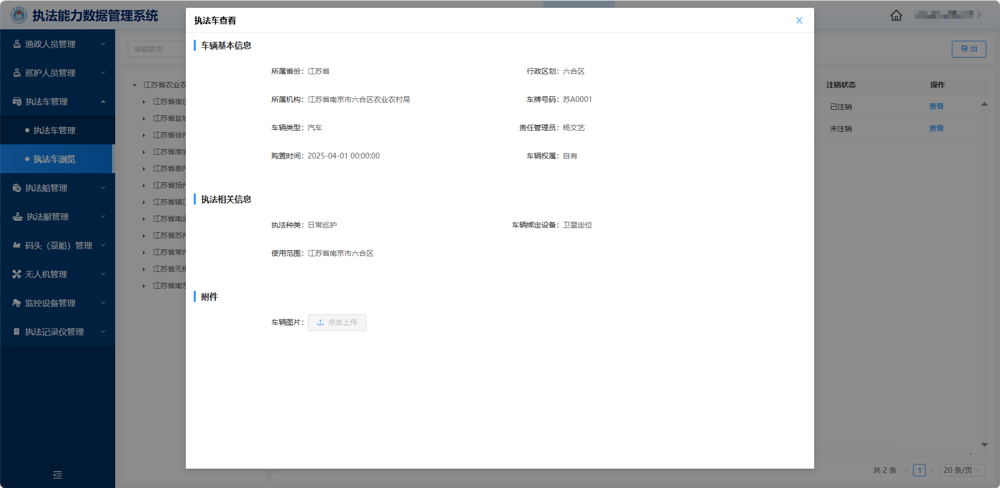 执法能力数据管理系统
渔政人员管理
巡护人员管理
执法车管理
执法车管理
执法车浏览
执法船管理
执法艇管理
码头（趸船）管理
无人机管理
监控设备管理
执法记录仪管理
审核状态
导 出
江苏省农业农
江苏省宿迁
江苏省盐城
江苏省徐州
江苏省淮安
江苏省泰州
江苏省扬州
江苏省镇江
江苏省南通
江苏省苏州
江苏省常州
江苏省无锡
江苏省南京
执法车查看
车辆基本信息
所属省份：江苏省 行政区划：六合区
所属机构：江苏省南京市六合区农业农村局 车牌号码：苏A0001
车辆类型：汽车 责任管理员：杨文艺
购置时间：2025-04-01 00:00:00 车辆权属：自有
执法相关信息
执法种类：日常巡护 车辆绑定设备：卫星定位
使用范围：江苏省南京市六合区
附件
车辆图片：点击上传
注销状态 操作
已注销 查看
未注销 查看
共 2 条 1 20 条/页